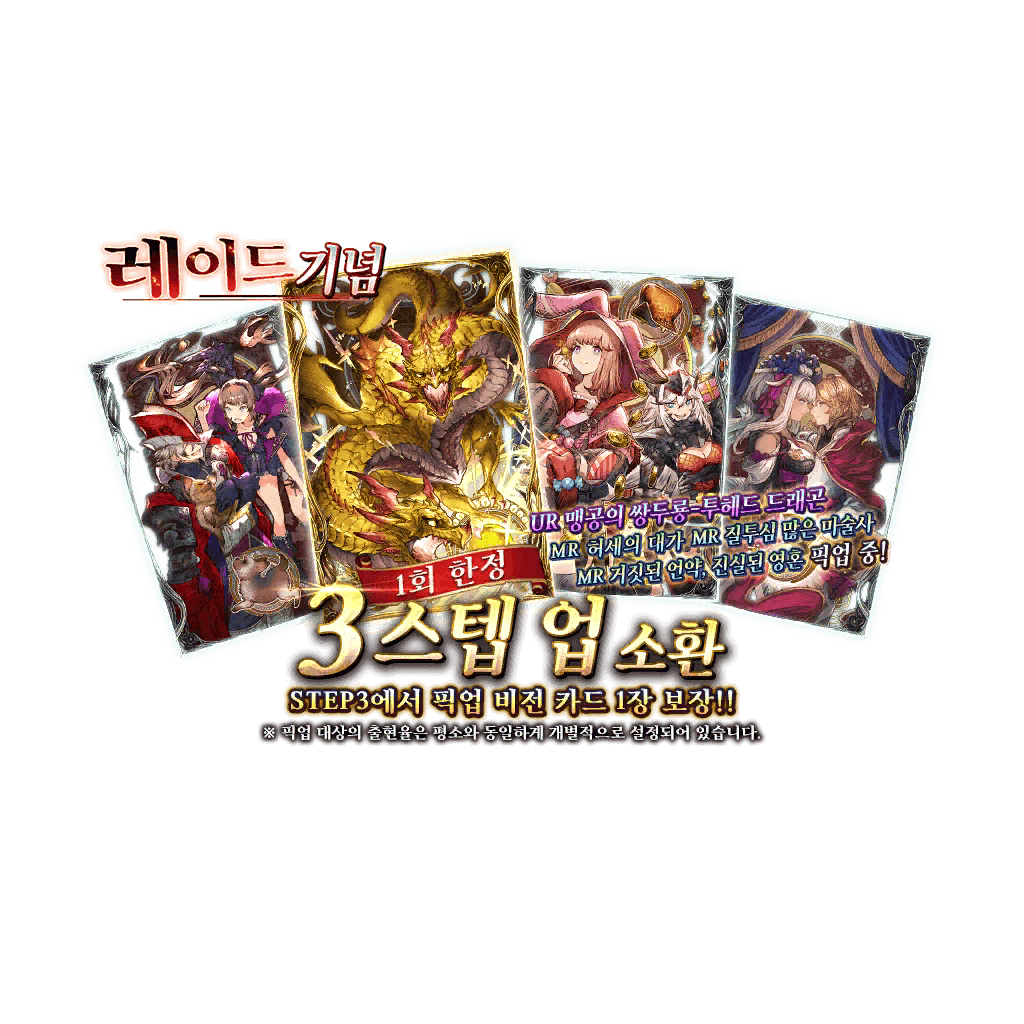 레이드 기념
UR 맹공의 쌍두룡-투헤드 드래곤
MR 허세의 대가 MR 질투심 많은 마술사
MR 거짓된 언약, 진실된 영혼 픽업 중!
1회 한정
3스텝 업 소환
STEP3에서 픽업 비전 카드 1장 보장!!
※ 픽업 대상의 출현율은 평소와 동일하게 개별적으로 설정되어 있습니다.